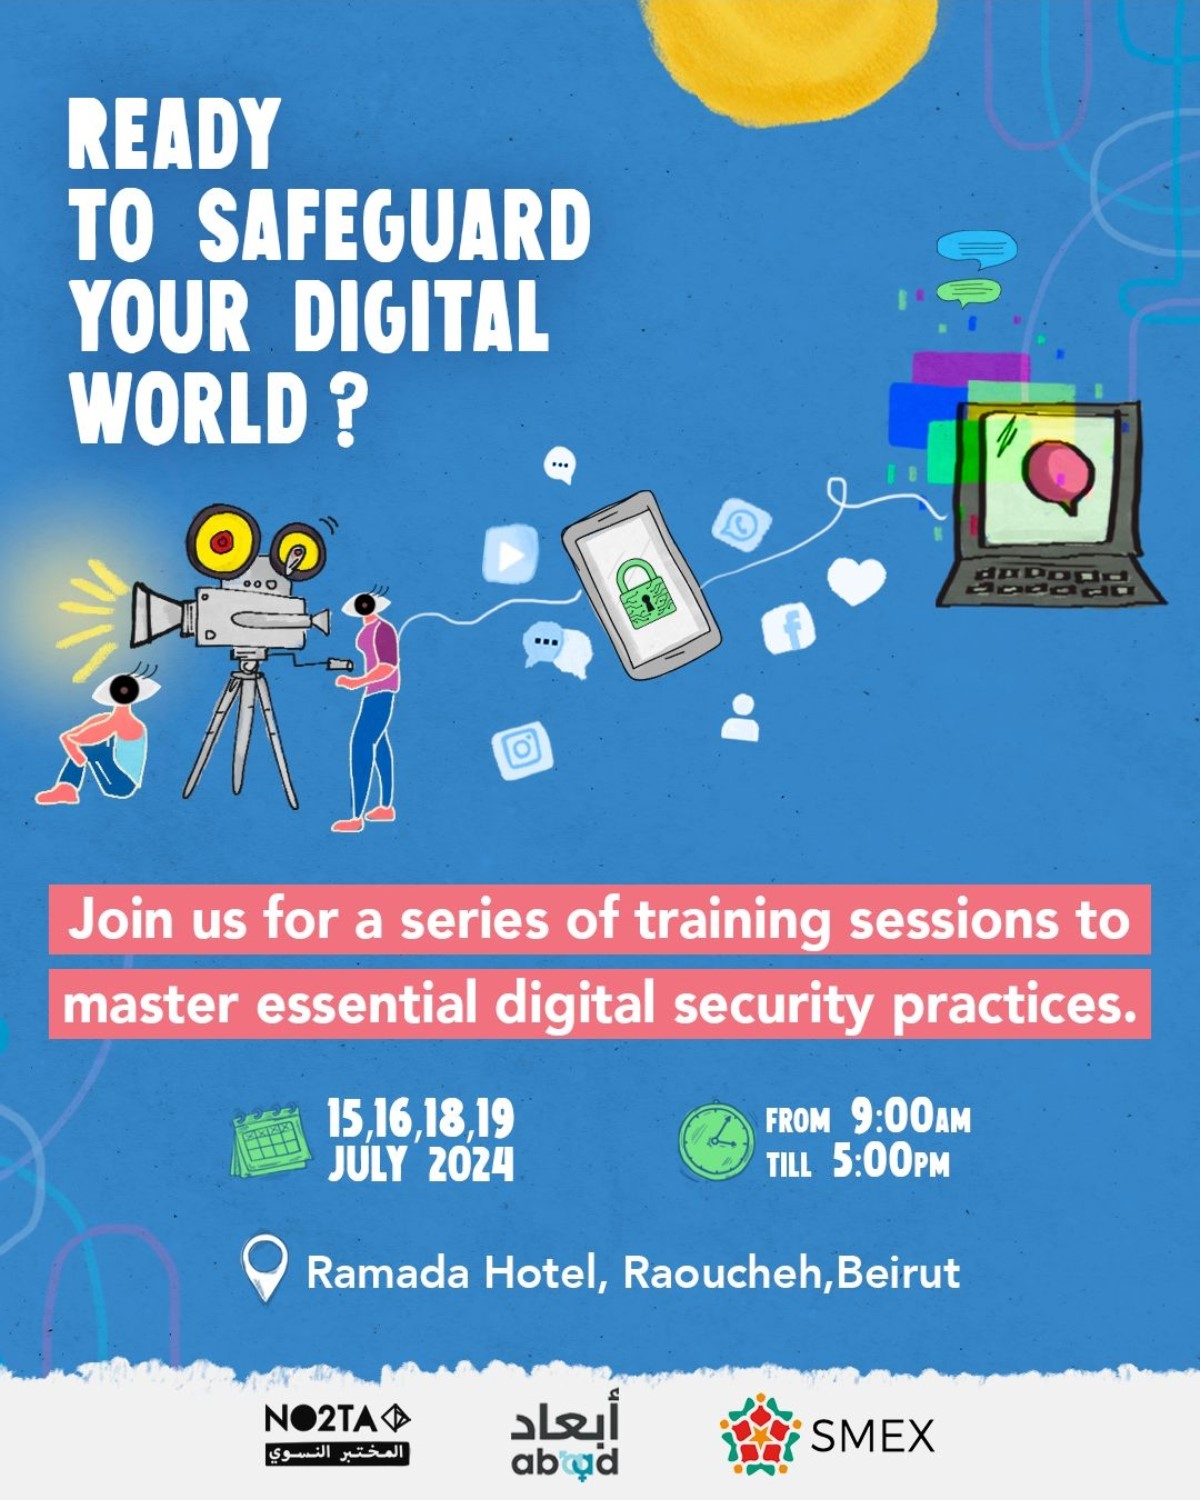 READY
TO SAFEGUARD
YOUR DIGITAL
WORLD ?
Join us for a series of training sessions to
master essential digital security practices.
15,16,18,19
JULY 2024
FROM 9:00AM
TILL 5:00PM
Ramada Hotel, Raoucheh,Beirut
NO2TA
المختبر النسوي
أبعاد
abaad
SMEX